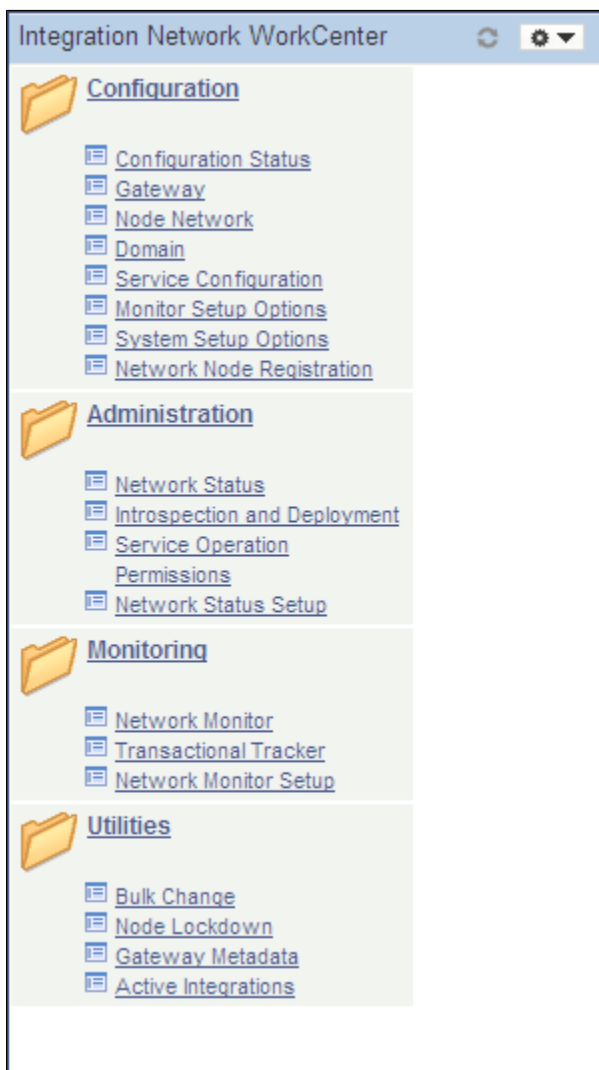 Integration Network WorkCenter
Configuration
Configuration Status
Gateway
Node Network
Domain
Service Configuration
Monitor Setup Options
System Setup Options
Network Node Registration
Administration
Network Status
Introspection and Deployment
Service Operation
Permissions
Network Status Setup
Monitoring
Network Monitor
Transactional Tracker
Network Monitor Setup
Utilities
Bulk Change
Node Lockdown
Gateway Metadata
Active Integrations